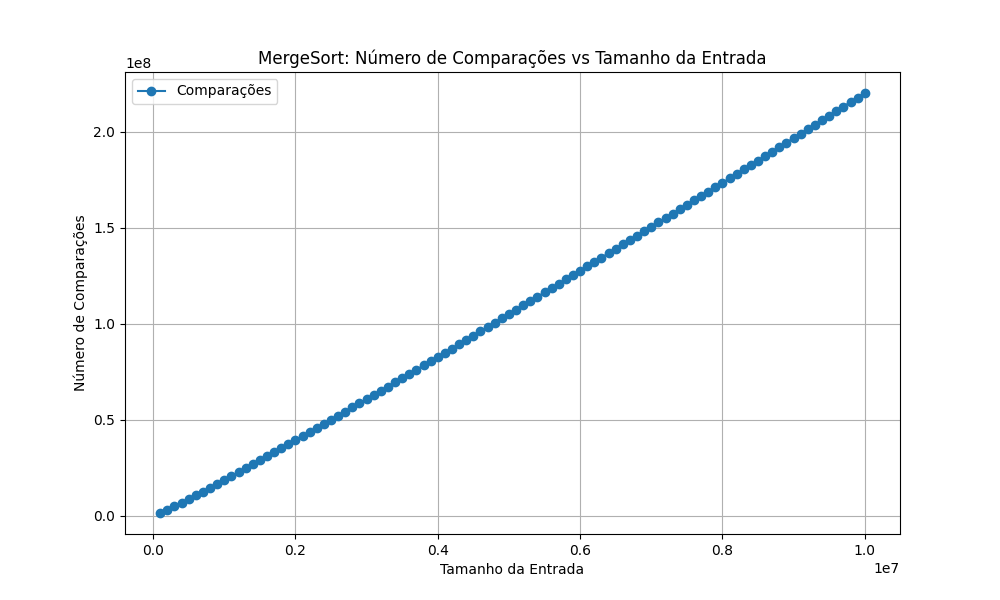 MergeSort: Número de Comparações vs Tamanho da Entrada
1e8
Comparações
2.0
1.5
1.0
0.5
0.0
Número de Comparações
0.0 0.2 0.4 0.6 0.8 1.0
1e7
Tamanho da Entrada